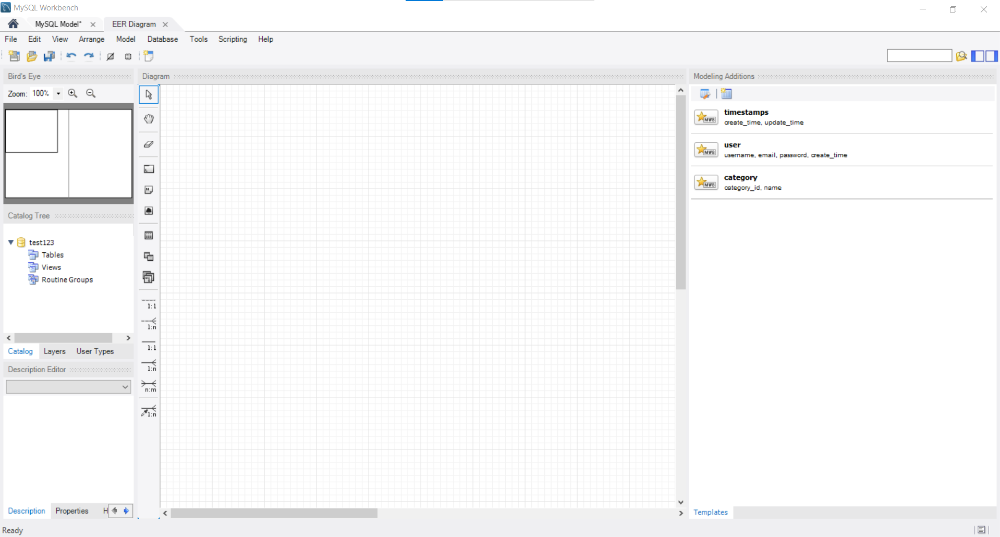 MySQL Workbench
MySQL Model*
EER Diagram
File Edit View Arrange Model Database Tools Scripting Help
Bird's Eye
Zoom: 100%
Catalog Tree
test123
Tables
Views
Routine Groups
Catalog Layers User Types
Description Editor
Description Properties H
Ready
Diagram
L
N
1:1
1:n
1:1
1:n
n:m
1:n
Modeling Additions
MWB
timestamps
create_time, update_time
MWB
user
username, email, password, create_time
MWB
category
category_id, name
Templates